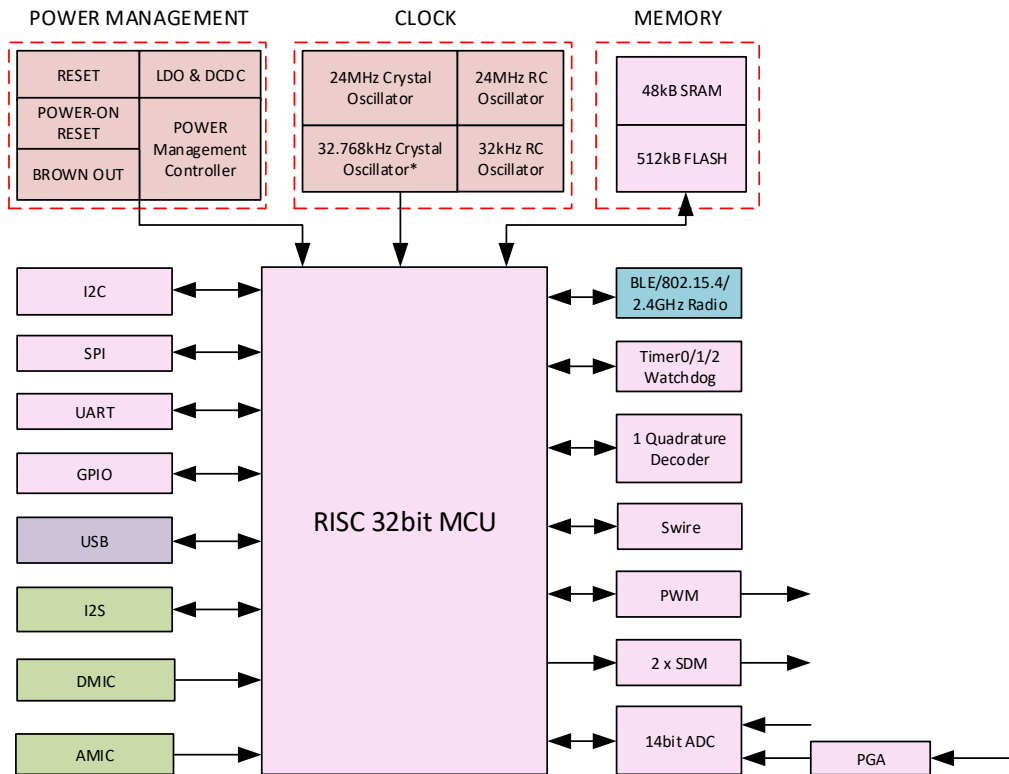 POWER MANAGEMENT
CLOCK
MEMORY
RESET
LDO & DCDC
POWER-ON
RESET
POWER
Management
Controller
BROWN OUT
24MHz Crystal
Oscillator
24MHz RC
Oscillator
32.768kHz Crystal
Oscillator*
32kHz RC
Oscillator
48kB SRAM
512kB FLASH
I2C
SPI
UART
GPIO
USB
I2S
DMIC
AMIC
RISC 32bit MCU
BLE/802.15.4/
2.4GHz Radio
Timer0/1/2
Watchdog
1 Quadrature
Decoder
Swire
PWM
2 x SDM
14bit ADC
PGA